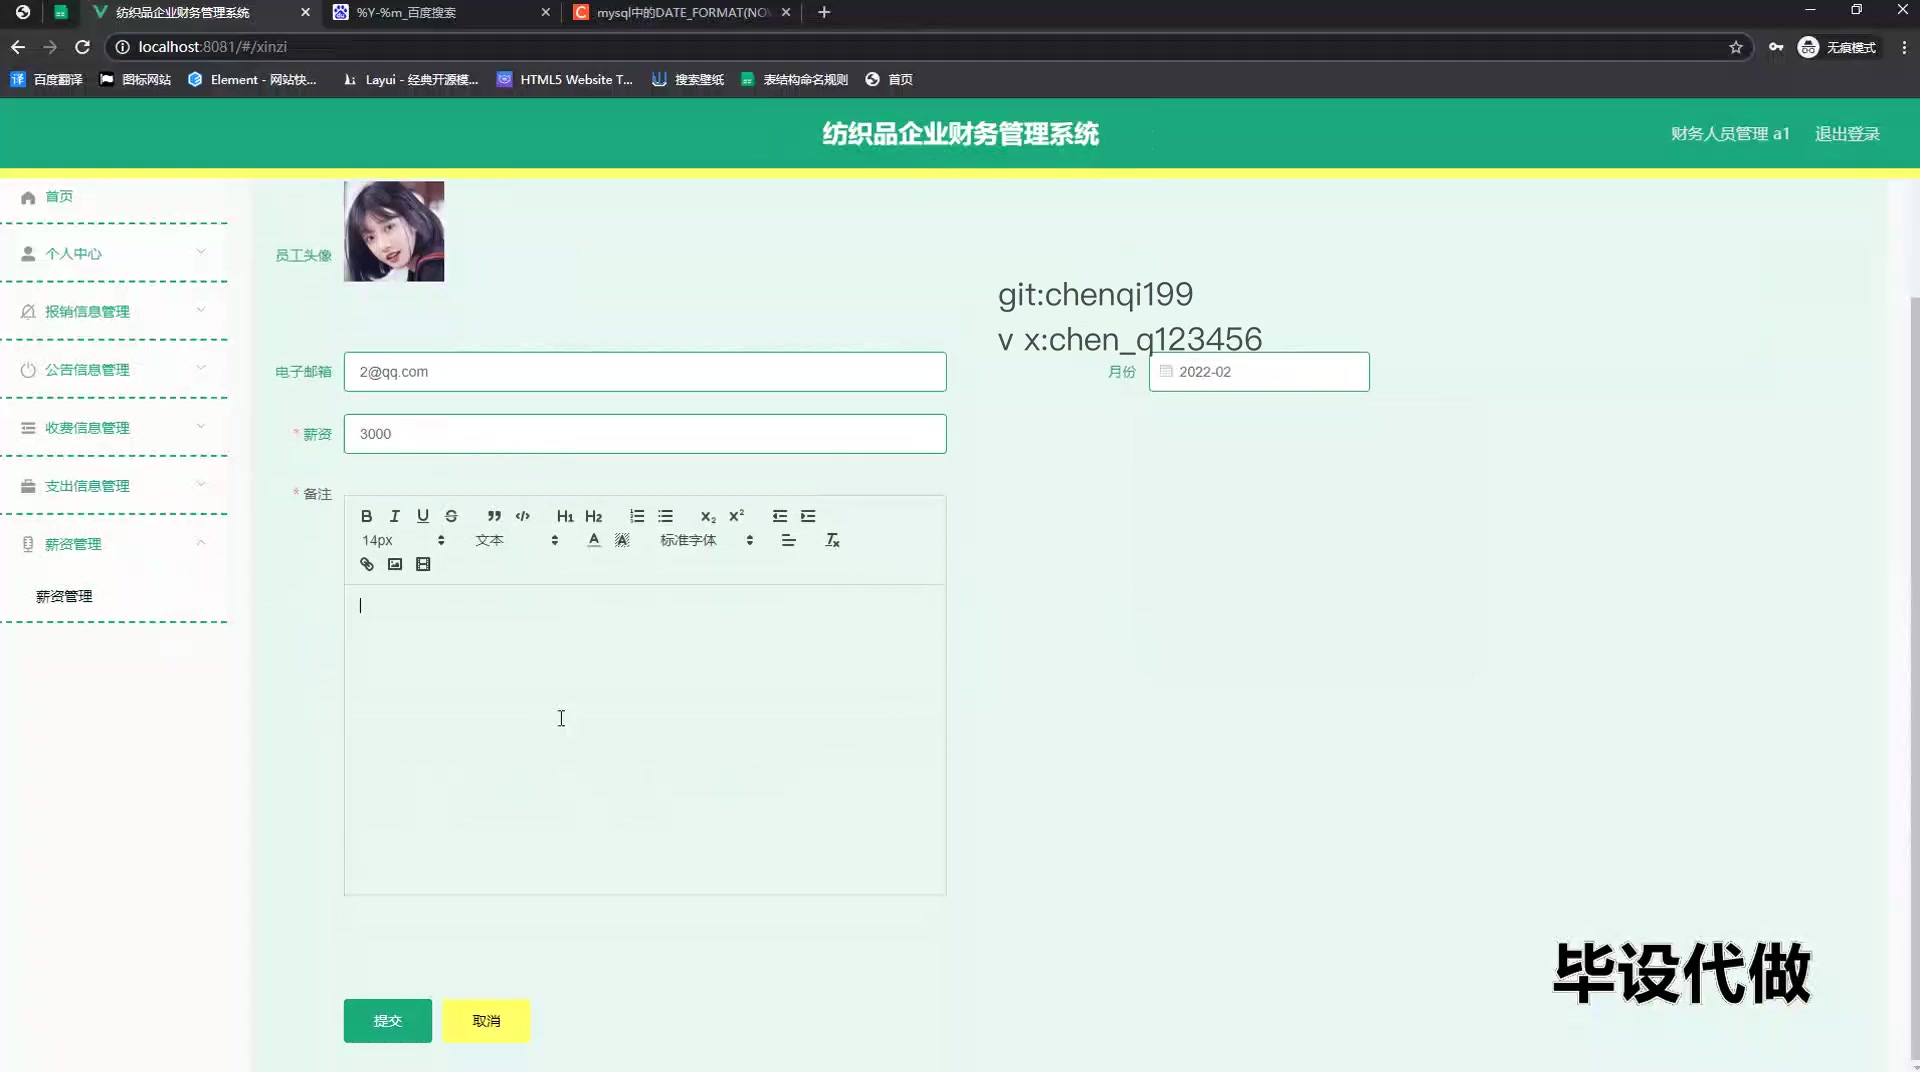 纺织品企业财务管理系统
%Y-%m_百度搜索
mysql中的DATE_FORMAT(NO
localhost:8081/#/xinzi
无痕模式
百度翻译
图标网站
Element - 网站快...
Layui - 经典开源模...
HTML5 Website T...
搜索壁纸
表结构命名规则
首页
纺织品企业财务管理系统
财务人员管理 a1
退出登录
首页
个人中心
报销信息管理
公告信息管理
收费信息管理
支出信息管理
薪资管理
薪资管理
员工头像
git:chenqi199
v x:chen_q123456
电子邮箱
2@qq.com
月份
2022-02
* 薪资
3000
* 备注
14px
文本
标准字体
提交
取消
毕设代做